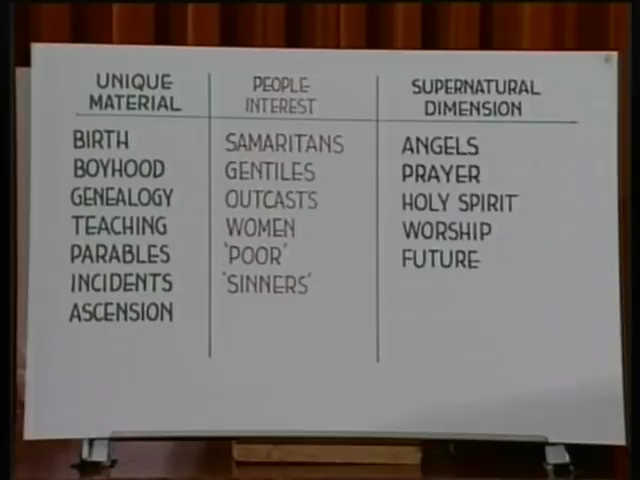 UNIQUE MATERIAL
BIRTH
BOYHOOD
GENEALOGY
TEACHING
PARABLES
INCIDENTS
ASCENSION
PEOPLE INTEREST
SAMARITANS
GENTILES
OUTCASTS
WOMEN
'POOR'
'SINNERS'
SUPERNATURAL DIMENSION
ANGELS
PRAYER
HOLY SPIRIT
WORSHIP
FUTURE